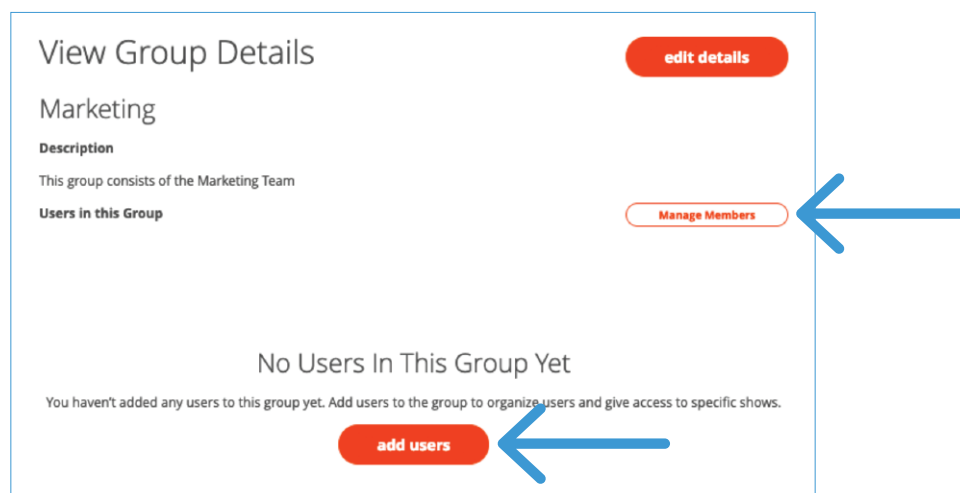 View Group Details
edit details
Marketing
Description
This group consists of the Marketing Team
Users in this Group
Manage Members
No Users In This Group Yet
You haven't added any users to this group yet. Add users to the group to organize users and give access to specific shows.
add users